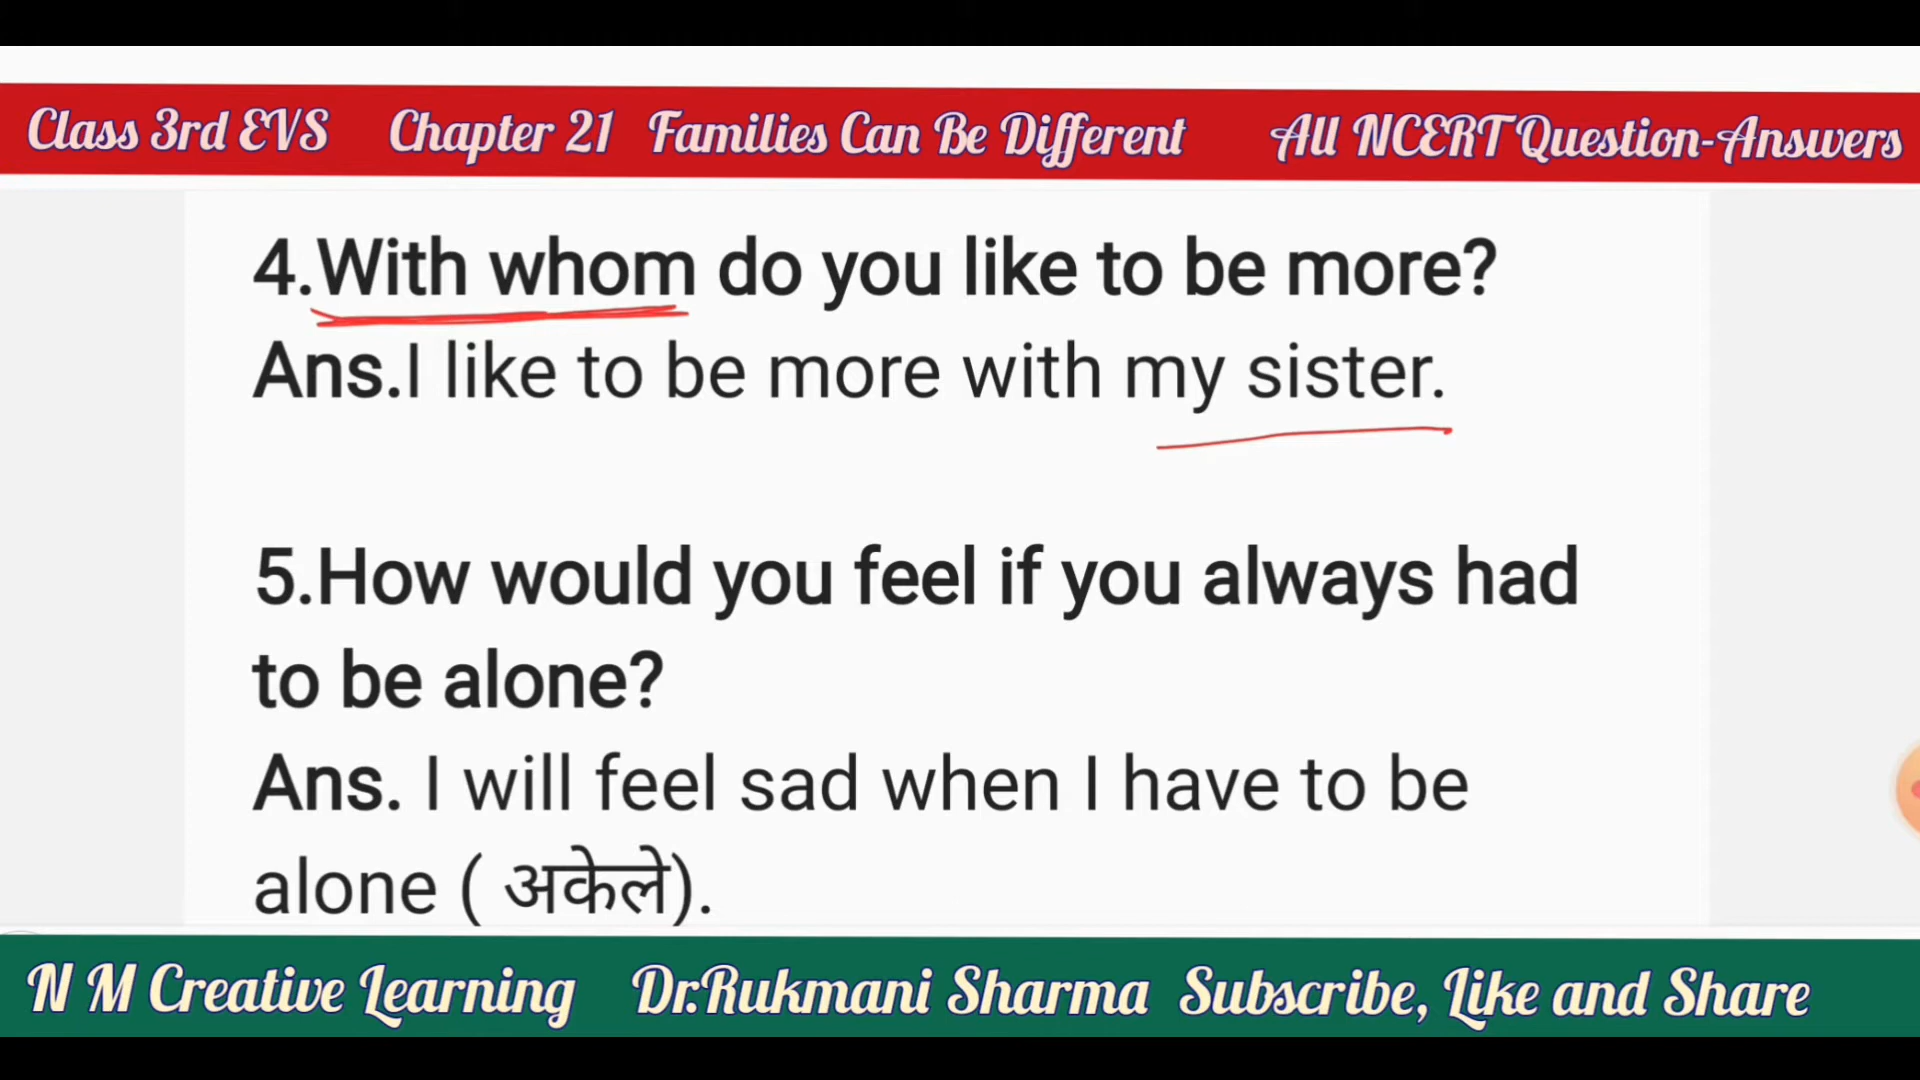 Class 3rd EVS Chapter 21 Families Can Be Different All NCERT Question-Answers
4.With whom do you like to be more?
Ans.I like to be more with my sister.
5.How would you feel if you always had
to be alone?
Ans. I will feel sad when I have to be
alone ( अकेले).
N M Creative Learning Dr.Rukmani Sharma Subscribe, Like and Share